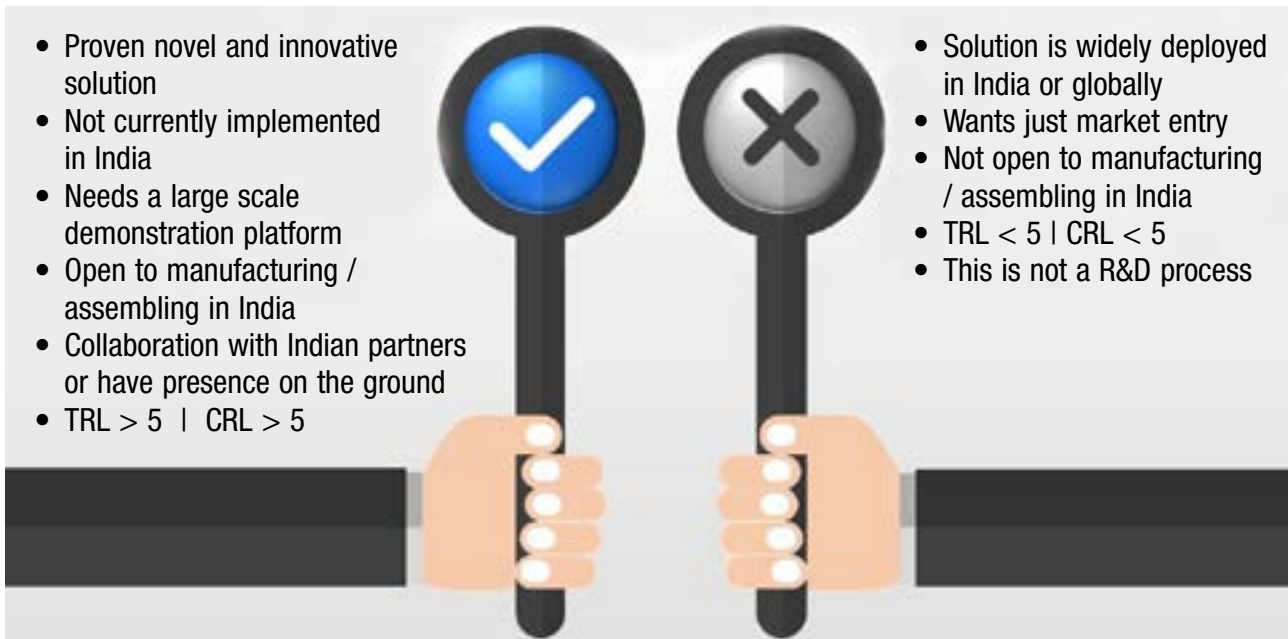 • Proven novel and innovative
solution
• Not currently implemented
in India
• Needs a large scale
demonstration platform
• Open to manufacturing /
assembling in India
• Collaboration with Indian partners
or have presence on the ground
• TRL > 5 | CRL > 5
• Solution is widely deployed
in India or globally
• Wants just market entry
• Not open to manufacturing
/ assembling in India
• TRL < 5 | CRL < 5
• This is not a R&D process